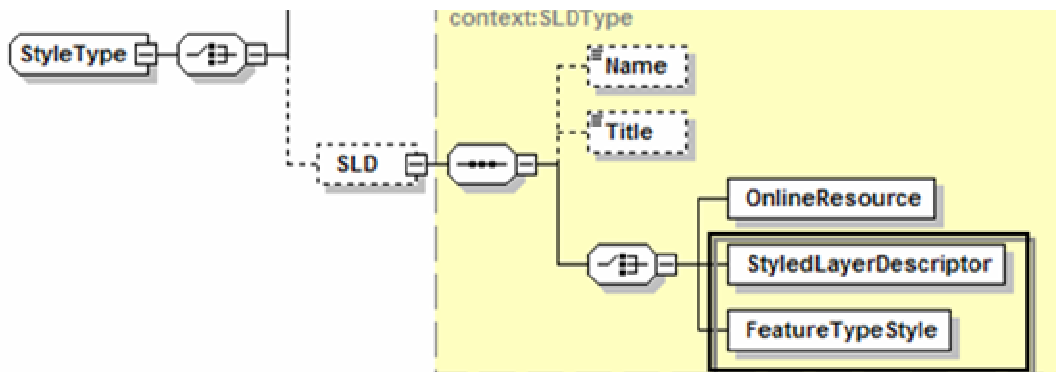 context:SLDType
StyleType
Name
Title
SLD
OnlineResource
StyledLayerDescriptor
FeatureTypeStyle